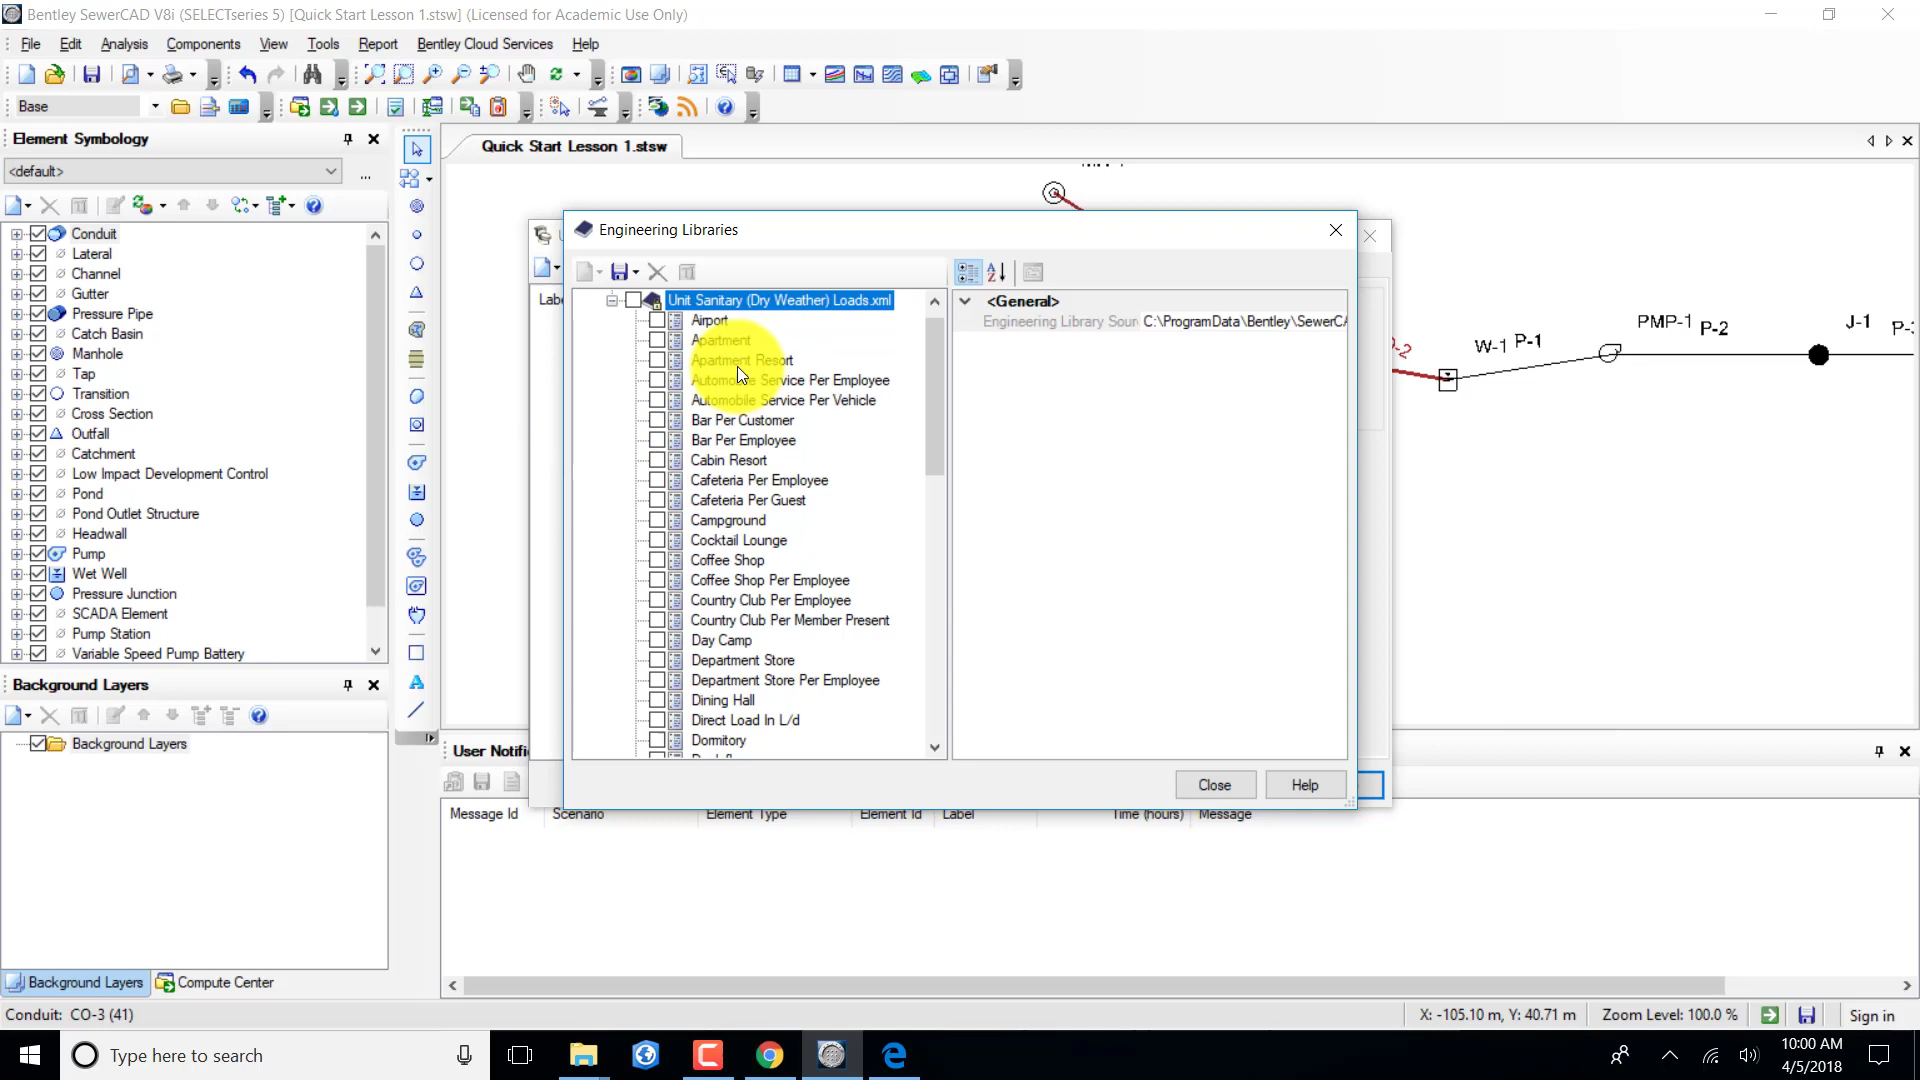 Bentley SewerCAD V8i (SELECTseries 5) [Quick Start Lesson 1.stsw] (Licensed for Academic Use Only)
File Edit Analysis Components View Tools Report Bentley Cloud Services Help
Base
Element Symbology
<default>
...
Conduit
Lateral
Channel
Gutter
Pressure Pipe
Catch Basin
Manhole
Tap
Transition
Cross Section
Outfall
Catchment
Low Impact Development Control
Pond
Pond Outlet Structure
Headwall
Pump
Wet Well
Pressure Junction
SCADA Element
Pump Station
Variable Speed Pump Battery
Background Layers
Background Layers
Background Layers Compute Center
Quick Start Lesson 1.stsw
W-1 P-1
PMP-1 P-2
J-1
Engineering Libraries
Unit Sanitary (Dry Weather) Loads.xml
Airport
Apartment
Apartment Resort
Automobile Service Per Employee
Automobile Service Per Vehicle
Bar Per Customer
Bar Per Employee
Cabin Resort
Cafeteria Per Employee
Cafeteria Per Guest
Campground
Cocktail Lounge
Coffee Shop
Coffee Shop Per Employee
Country Club Per Employee
Country Club Per Member Present
Day Camp
Department Store
Department Store Per Employee
Dining Hall
Direct Load In L/d
Dormitory
<General>
Engineering Library Sour C:\ProgramData\Bentley\SewerCA
Close Help
User Notifi
Message Id Scenario Element Type Element Id Label Time (hours) Message
Conduit: CO-3 (41)
X: -105.10 m, Y: 40.71 m Zoom Level: 100.0 % Sign in
Type here to search
10:00 AM
4/5/2018